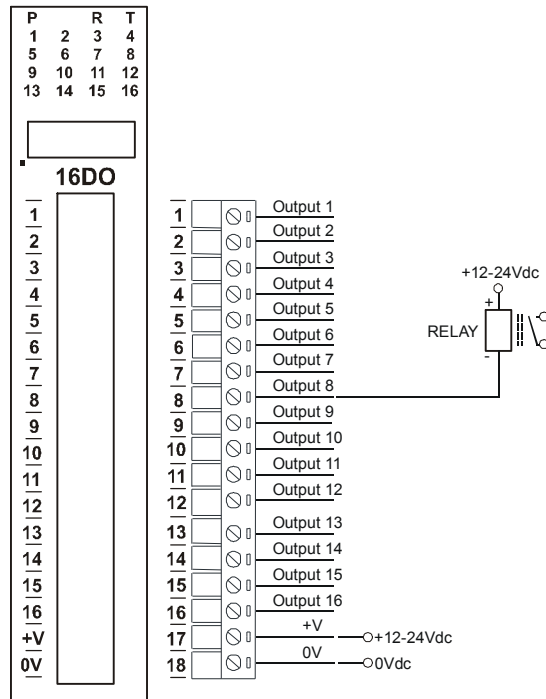 P R T
1 2 3 4
5 6 7 8
9 10 11 12
13 14 15 16
16DO
1
2
3
4
5
6
7
8
9
10
11
12
13
14
15
16
+V
0V
1 Output 1
2 Output 2
3 Output 3
4 Output 4
5 Output 5
6 Output 6
7 Output 7
8 Output 8
9 Output 9
10 Output 10
11 Output 11
12 Output 12
13 Output 13
14 Output 14
15 Output 15
16 Output 16
17 +V +12-24Vdc
18 0V 0Vdc
+12-24Vdc
+
RELAY
-